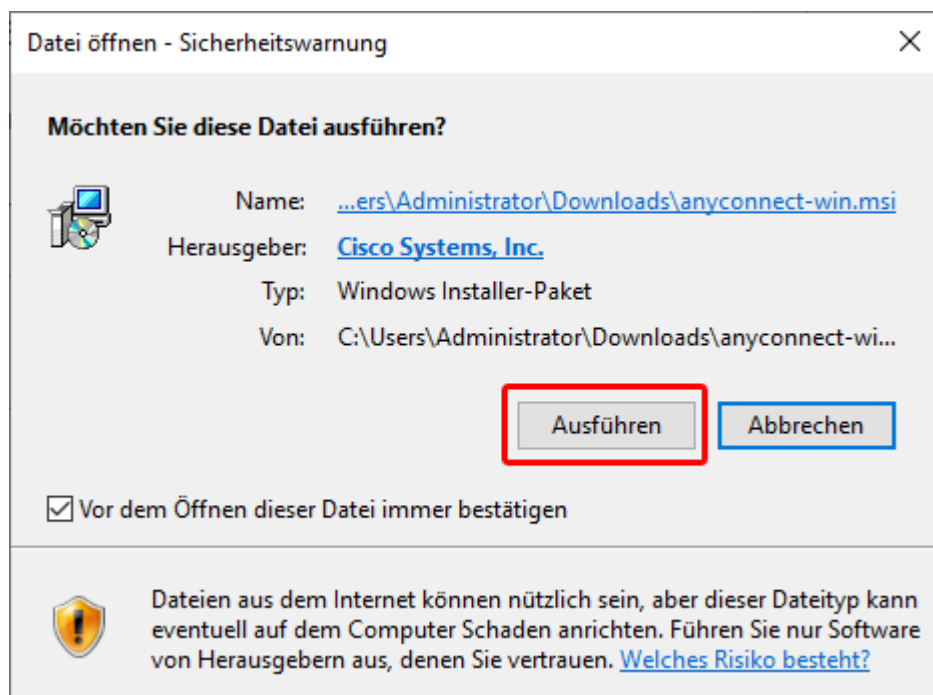 Datei öffnen - Sicherheitswarnung
Möchten Sie diese Datei ausführen?
Name: ...ers\Administrator\Downloads\anyconnect-win.msi
Herausgeber: Cisco Systems, Inc.
Typ: Windows Installer-Paket
Von: C:\Users\Administrator\Downloads\anyconnect-wi...
Ausführen Abbrechen
Vor dem Öffnen dieser Datei immer bestätigen
Dateien aus dem Internet können nützlich sein, aber dieser Dateityp kann
eventuell auf dem Computer Schaden anrichten. Führen Sie nur Software
von Herausgebern aus, denen Sie vertrauen. Welches Risiko besteht?